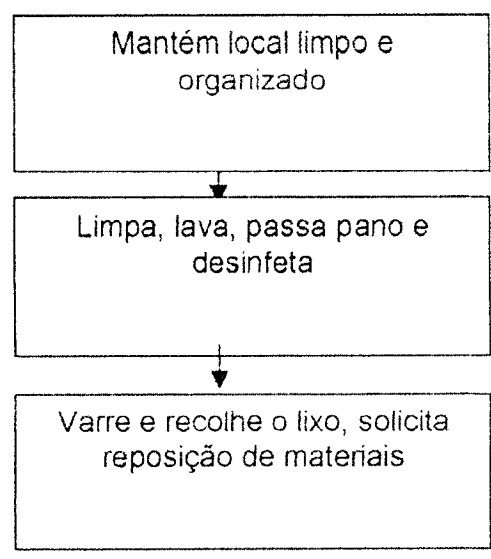 Mantém local limpo e
organizado
Limpa, lava, passa pano e
desinfeta
Varre e recolhe o lixo, solicita
reposição de materiais